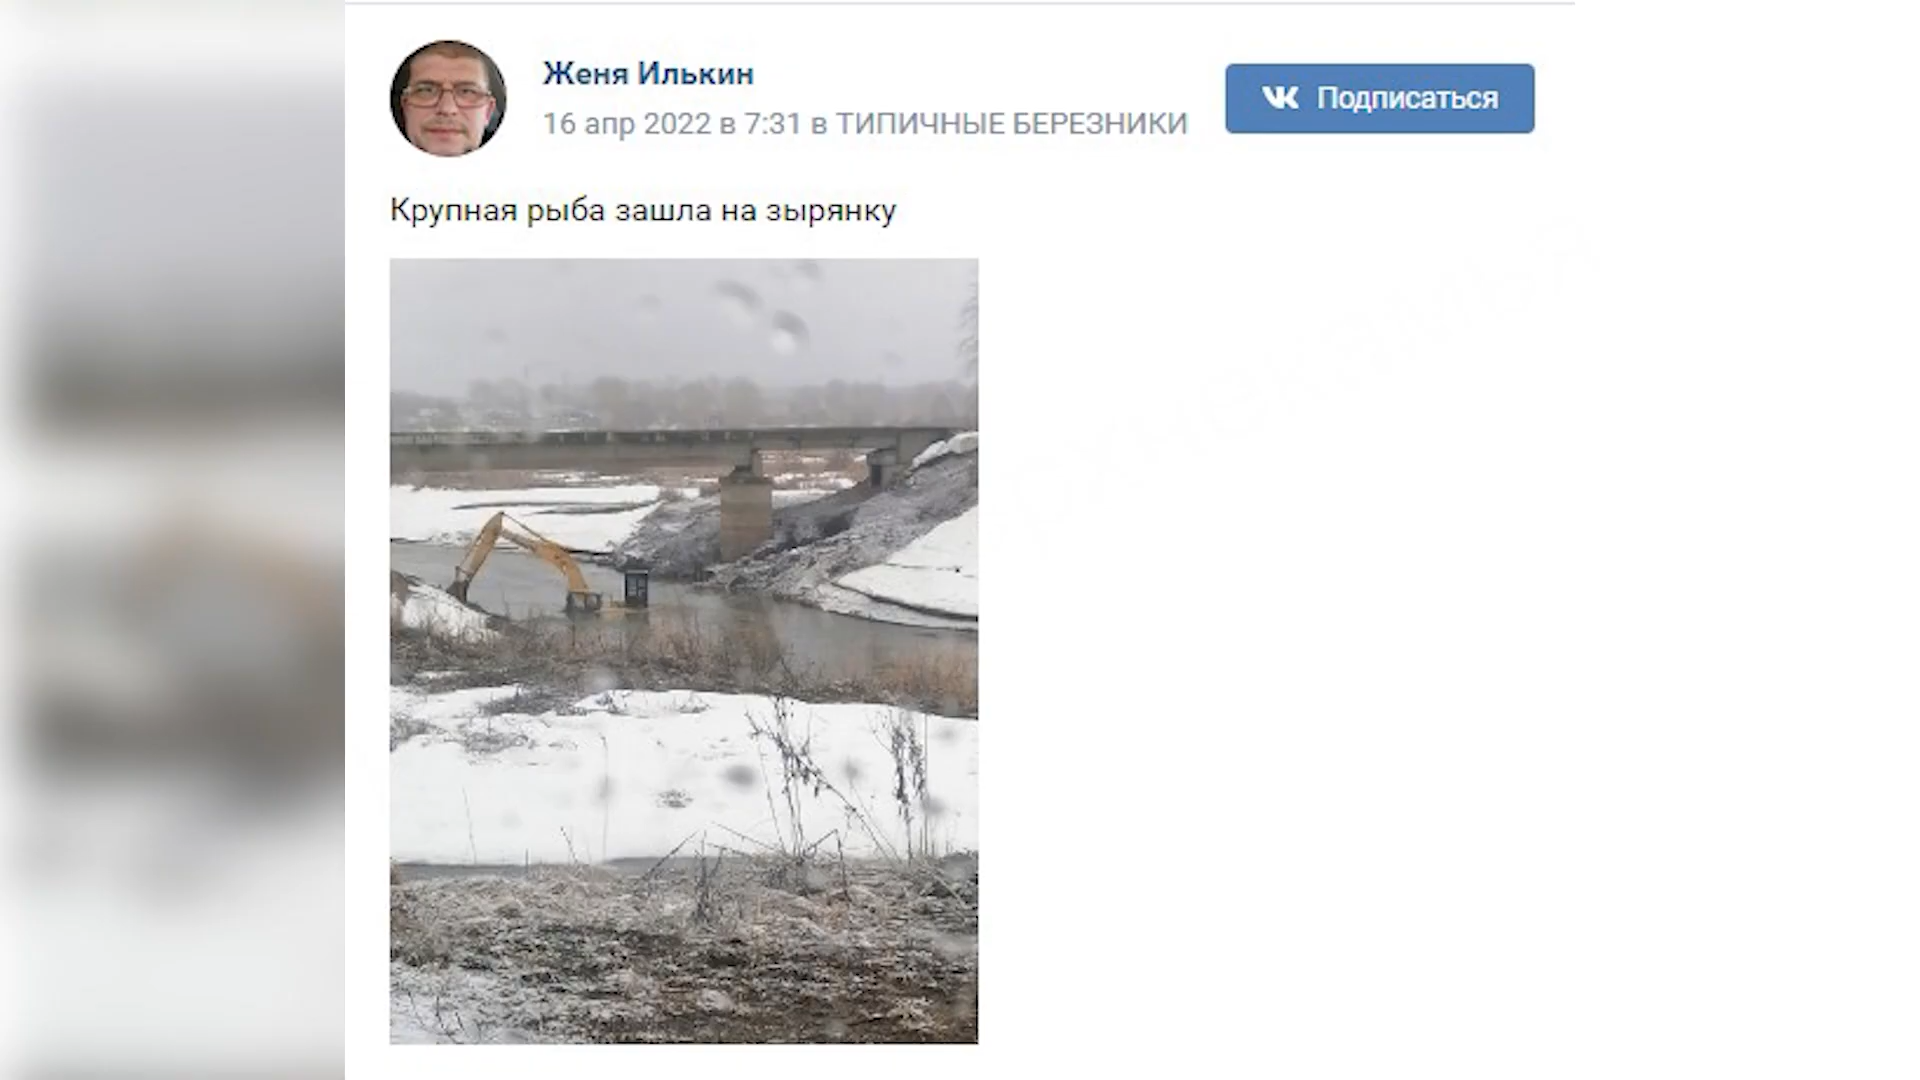 Женя Илькин
16 апр 2022 в 7:31 в ТИПИЧНЫЕ БЕРЕЗНИКИ
Подписаться
Крупная рыба зашла на зырянку